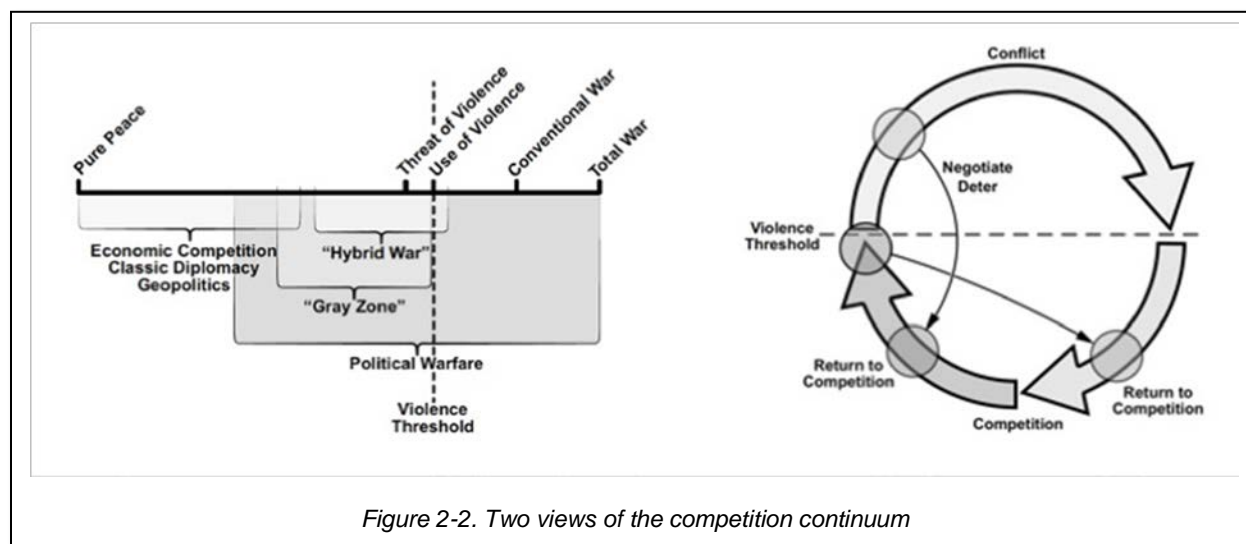 Pure Peace
Threat of Violence
Use of Violence
Conventional War
Total War
Economic Competition
Classic Diplomacy
Geopolitics
“Hybrid War”
“Gray Zone”
Political Warfare
Violence
Threshold
Conflict
Negotiate
Deter
Violence
Threshold
Return to
Competition
Return to
Competition
Competition
Figure 2-2. Two views of the competition continuum